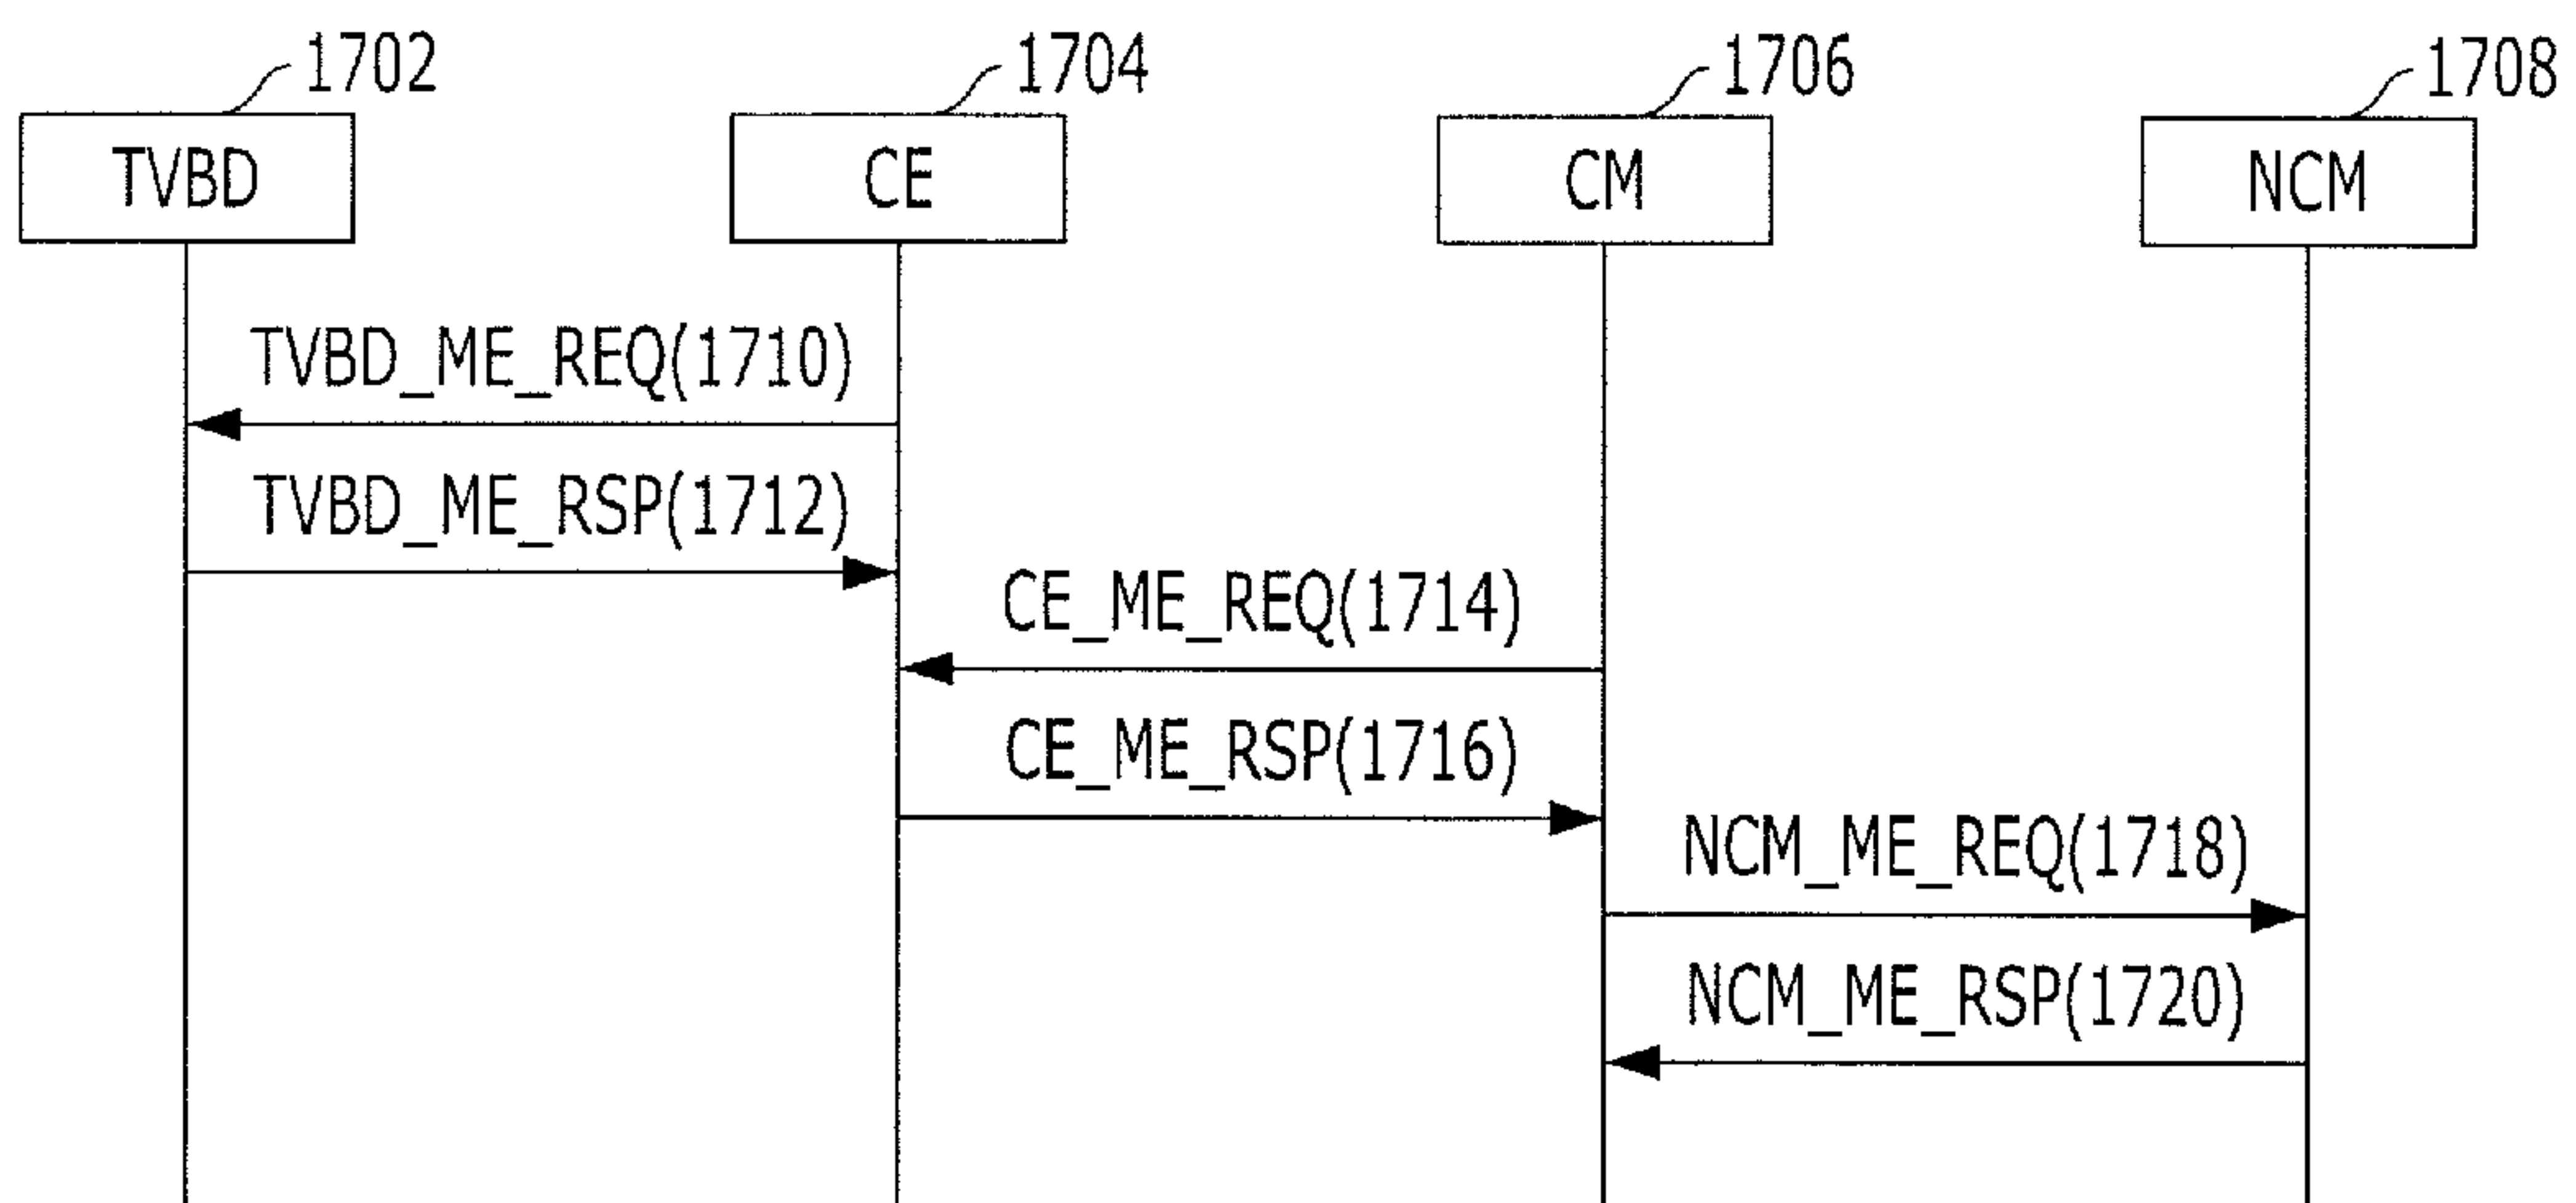 1702
1704
1706
1708
TVBD
CE
CM
NCM
TVBD_ME_REQ(1710)
TVBD_ME_RSP(1712)
CE_ME_REQ(1714)
CE_ME_RSP(1716)
NCM_ME_REQ(1718)
NCM_ME_RSP(1720)